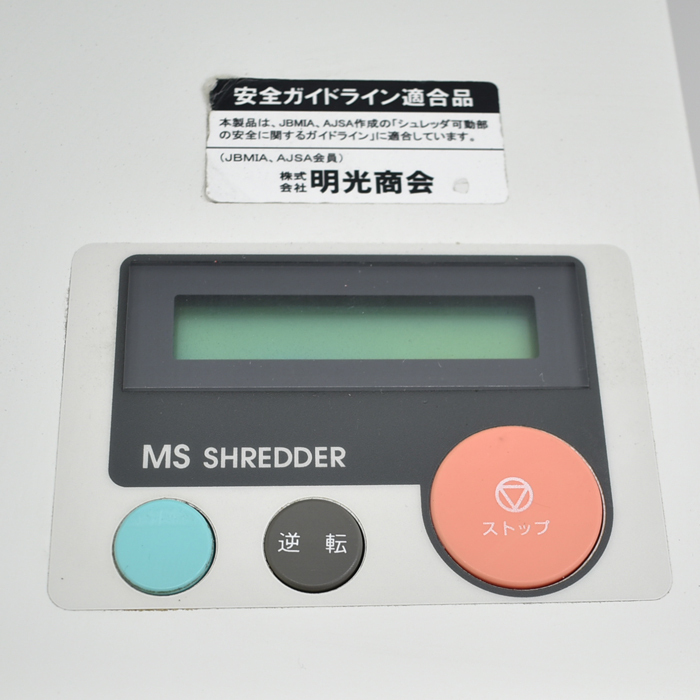 安全ガイドライン適合品
本製品は、JBMIA、AJSA作成の「シュレッダ可動部
の安全に関するガイドライン」に適合しています。
(JBMIA、AJSA会員)
株式会社 明光商会
MS SHREDDER
逆 転
ストップ